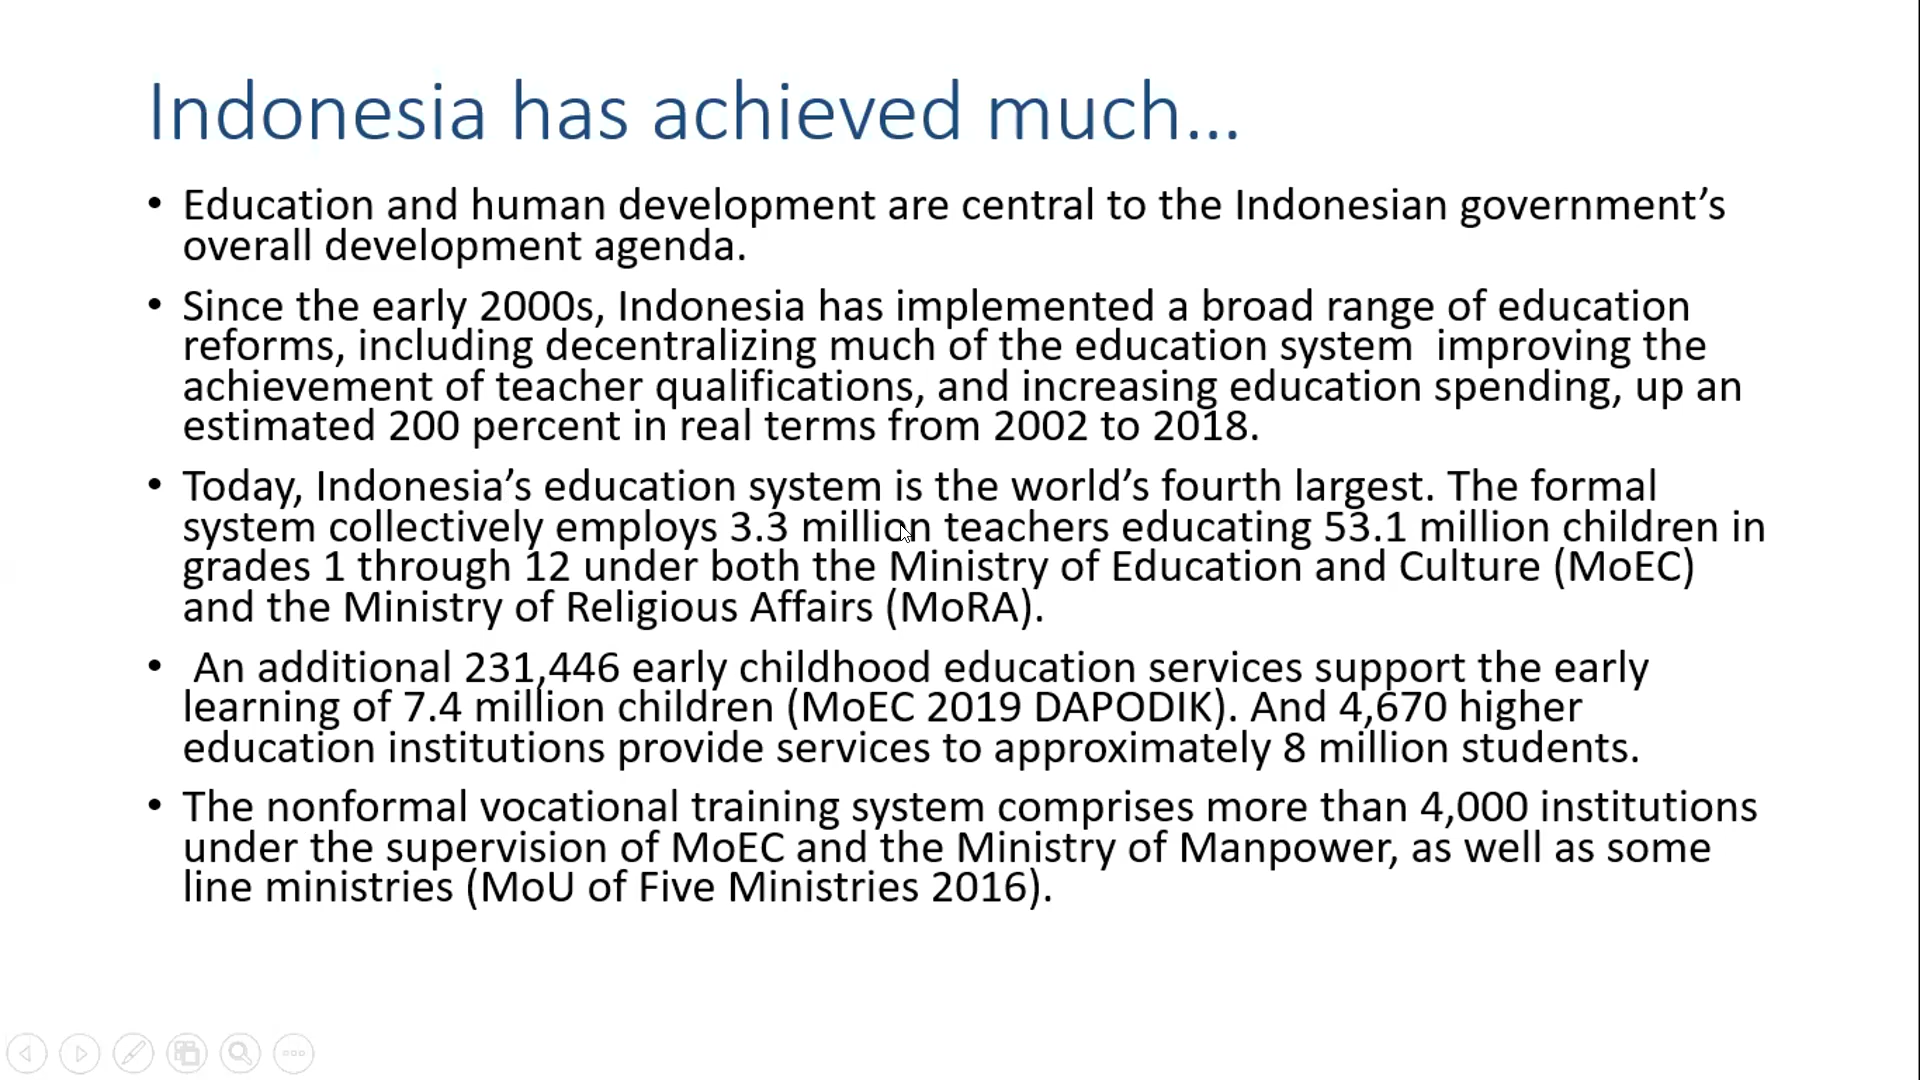 Indonesia has achieved much...
• Education and human development are central to the Indonesian government’s
overall development agenda.
• Since the early 2000s, Indonesia has implemented a broad range of education
reforms, including decentralizing much of the education system  improving the
achievement of teacher qualifications, and increasing education spending, up an
estimated 200 percent in real terms from 2002 to 2018.
• Today, Indonesia’s education system is the world’s fourth largest. The formal
system collectively employs 3.3 million teachers educating 53.1 million children in
grades 1 through 12 under both the Ministry of Education and Culture (MoEC)
and the Ministry of Religious Affairs (MoRA).
• An additional 231,446 early childhood education services support the early
learning of 7.4 million children (MoEC 2019 DAPODIK). And 4,670 higher
education institutions provide services to approximately 8 million students.
• The nonformal vocational training system comprises more than 4,000 institutions
under the supervision of MoEC and the Ministry of Manpower, as well as some
line ministries (MoU of Five Ministries 2016).